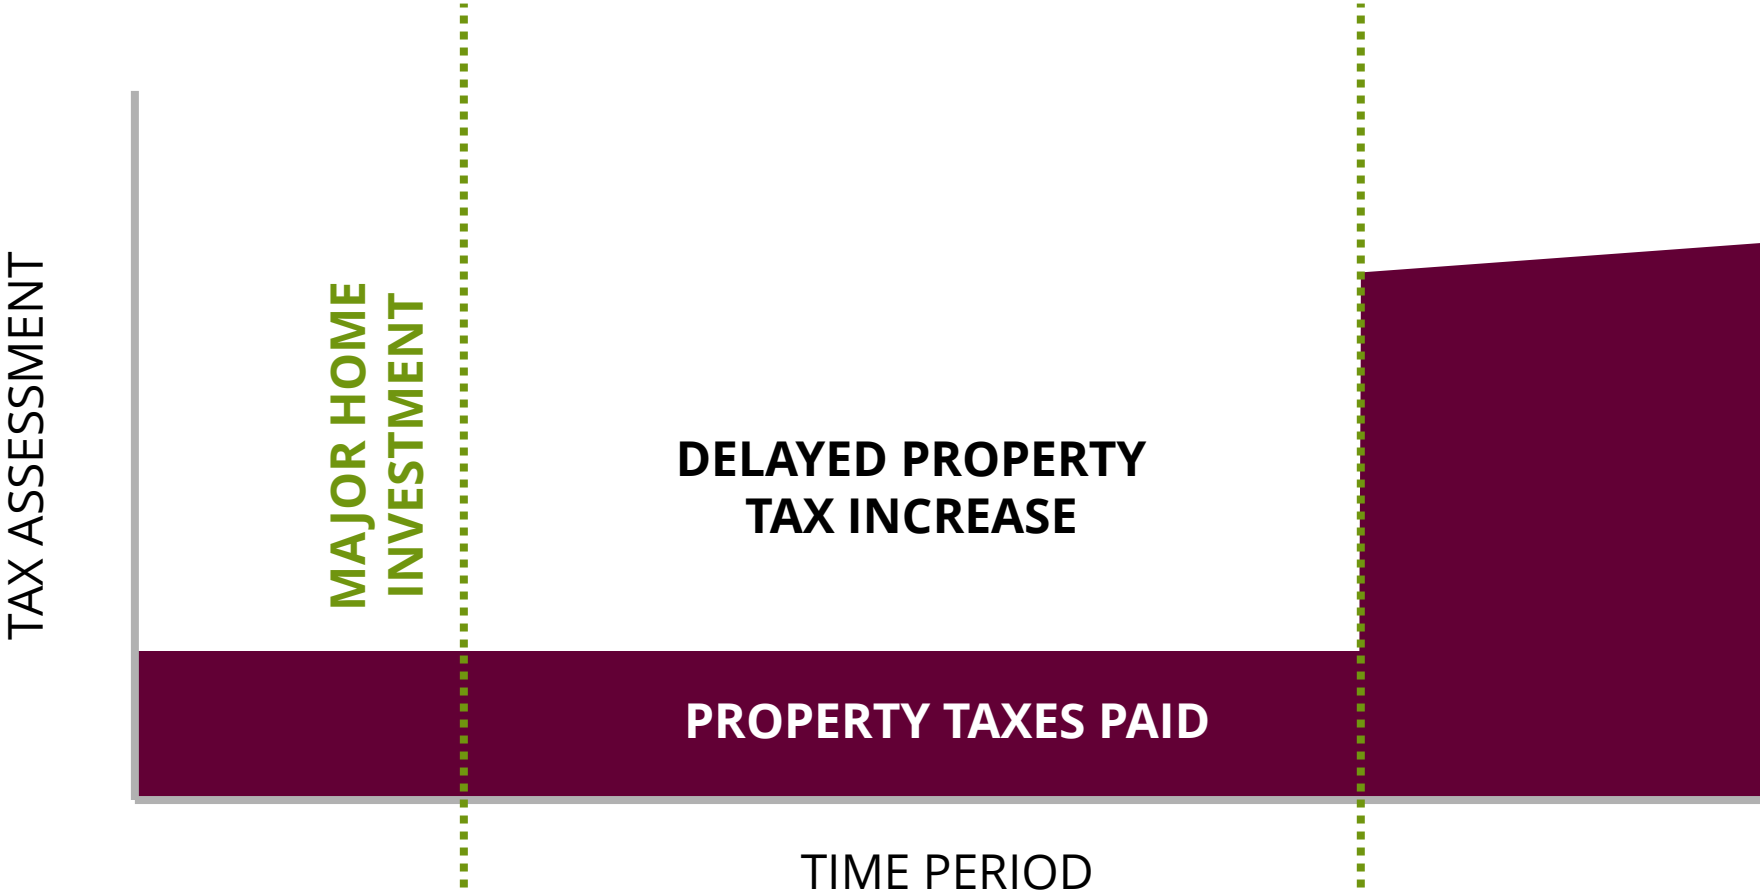 TAX ASSESSMENT
MAJOR HOME
INVESTMENT
DELAYED PROPERTY
TAX INCREASE
PROPERTY TAXES PAID
TIME PERIOD